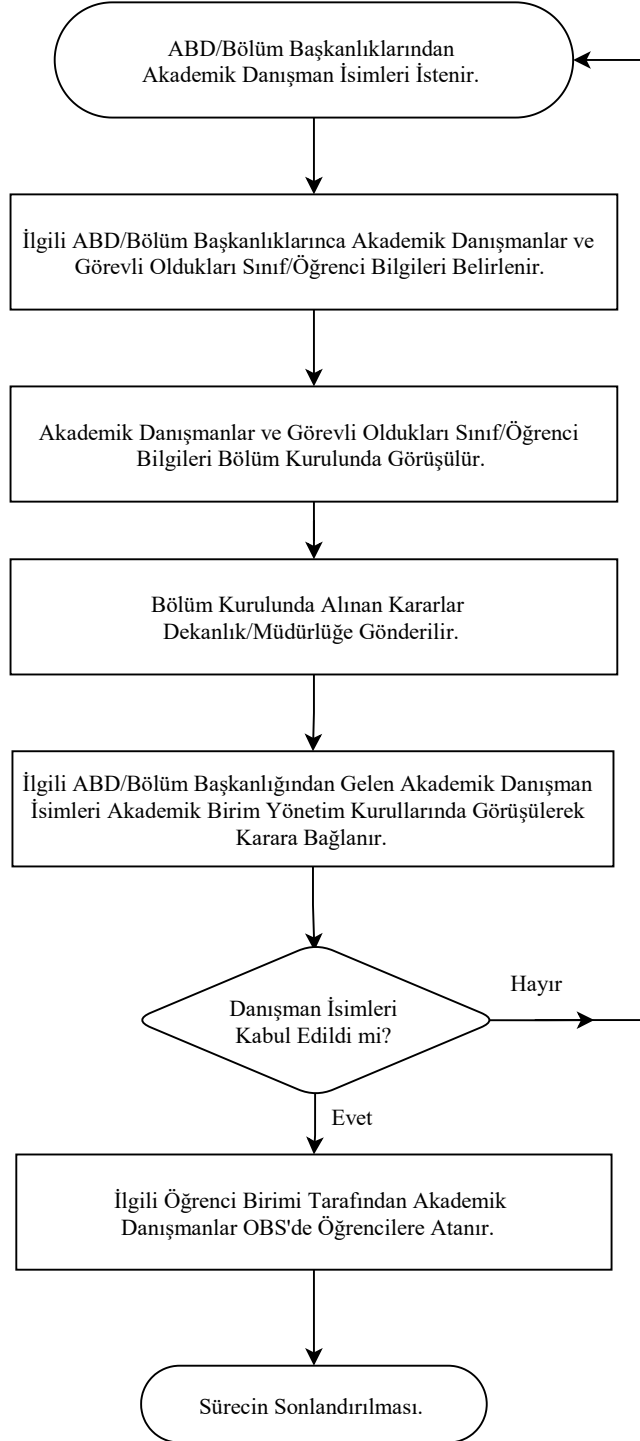 ABD/Bölüm Başkanlıklarından
Akademik Danışman İsimleri İstenir.
İlgili ABD/Bölüm Başkanlıklarınca Akademik Danışmanlar ve
Görevli Oldukları Sınıf/Öğrenci Bilgileri Belirlenir.
Akademik Danışmanlar ve Görevli Oldukları Sınıf/Öğrenci
Bilgileri Bölüm Kurulunda Görüşülür.
Bölüm Kurulunda Alınan Kararlar
Dekanlık/Müdürlüğe Gönderilir.
İlgili ABD/Bölüm Başkanlığından Gelen Akademik Danışman
İsimleri Akademik Birim Yönetim Kurullarında Görüşülerek
Karara Bağlanır.
Danışman İsimleri
Kabul Edildi mi?
Hayır
Evet
İlgili Öğrenci Birimi Tarafından Akademik
Danışmanlar OBS'de Öğrencilere Atanır.
Sürecin Sonlandırılması.